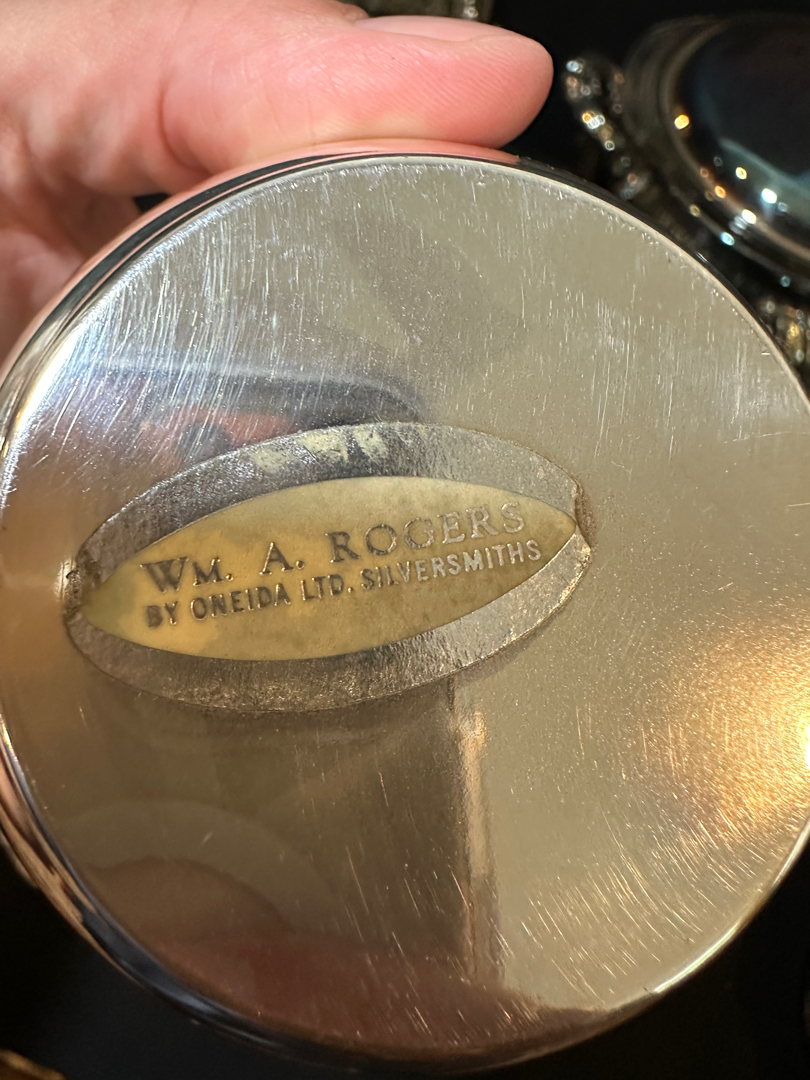 WM. A. ROGERS
BY ONEIDA LTD. SILVERSMITHS